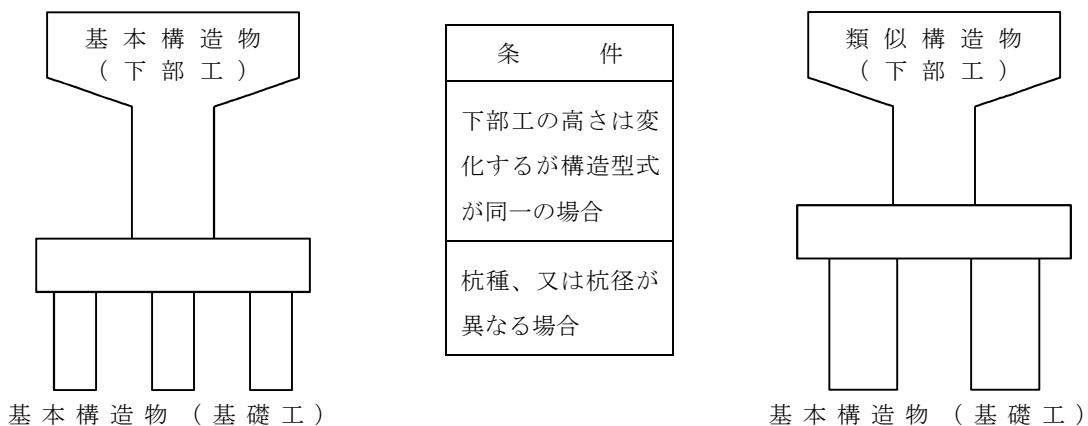 基本構造物
(下部工)
基本構造物(基礎工)
条件
下部工の高さは変
化するが構造型式
が同一の場合
杭種、又は杭径が
異なる場合
類似構造物
(下部工)
基本構造物(基礎工)